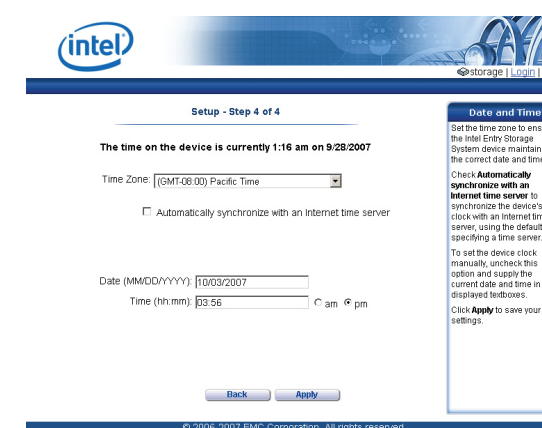 intel
storage | Login |
Setup - Step 4 of 4
The time on the device is currently 1:16 am on 9/28/2007
Time Zone: (GMT-08:00) Pacific Time
Automatically synchronize with an Internet time server
Date (MM/DD/YYYY): 10/03/2007
Time (hh:mm): 03:56 am pm
Back Apply
Date and Time
Set the time zone to ens
the Intel Entry Storage
System device maintain
the correct date and time
Check Automatically
synchronize with an
Internet time server to
synchronize the device's
clock with an Internet tim
server, using the default
specifying a time server.
To set the device clock
manually, uncheck this
option and supply the
current date and time in
displayed textboxes.
Click Apply to save your
settings.
© 2006-2007 EMC Corporation. All rights reserved.